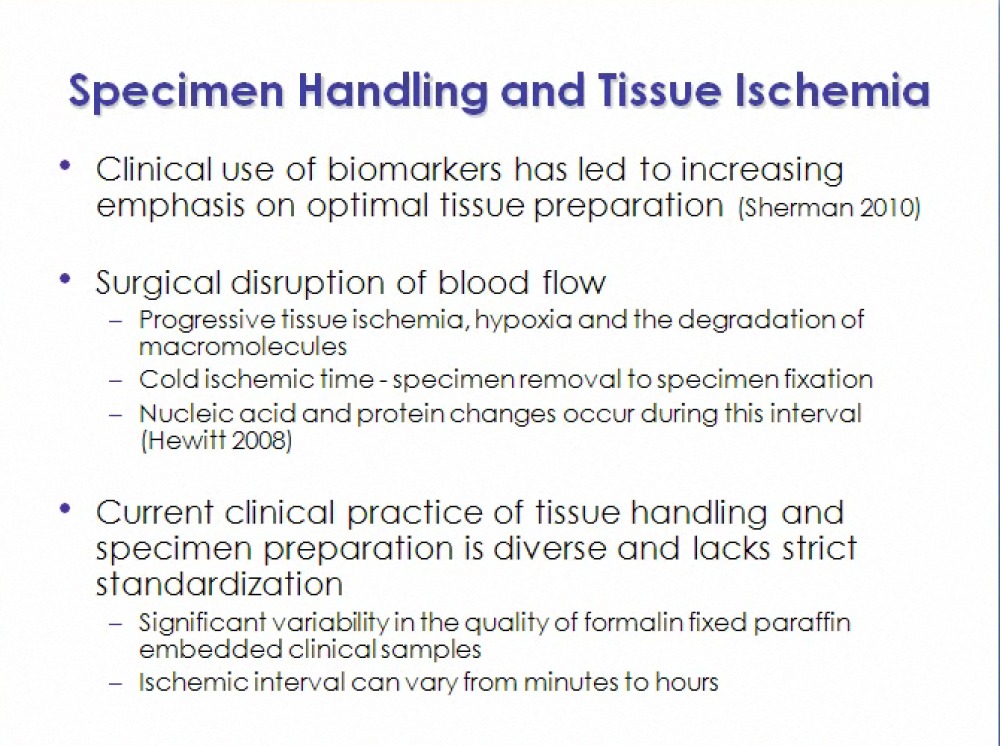 Specimen Handling and Tissue Ischemia
• Clinical use of biomarkers has led to increasing
emphasis on optimal tissue preparation (Sherman 2010)
• Surgical disruption of blood flow
– Progressive tissue ischemia, hypoxia and the degradation of
macromolecules
– Cold ischemic time - specimen removal to specimen fixation
– Nucleic acid and protein changes occur during this interval
(Hewitt 2008)
• Current clinical practice of tissue handling and
specimen preparation is diverse and lacks strict
standardization
– Significant variability in the quality of formalin fixed paraffin
embedded clinical samples
– Ischemic interval can vary from minutes to hours